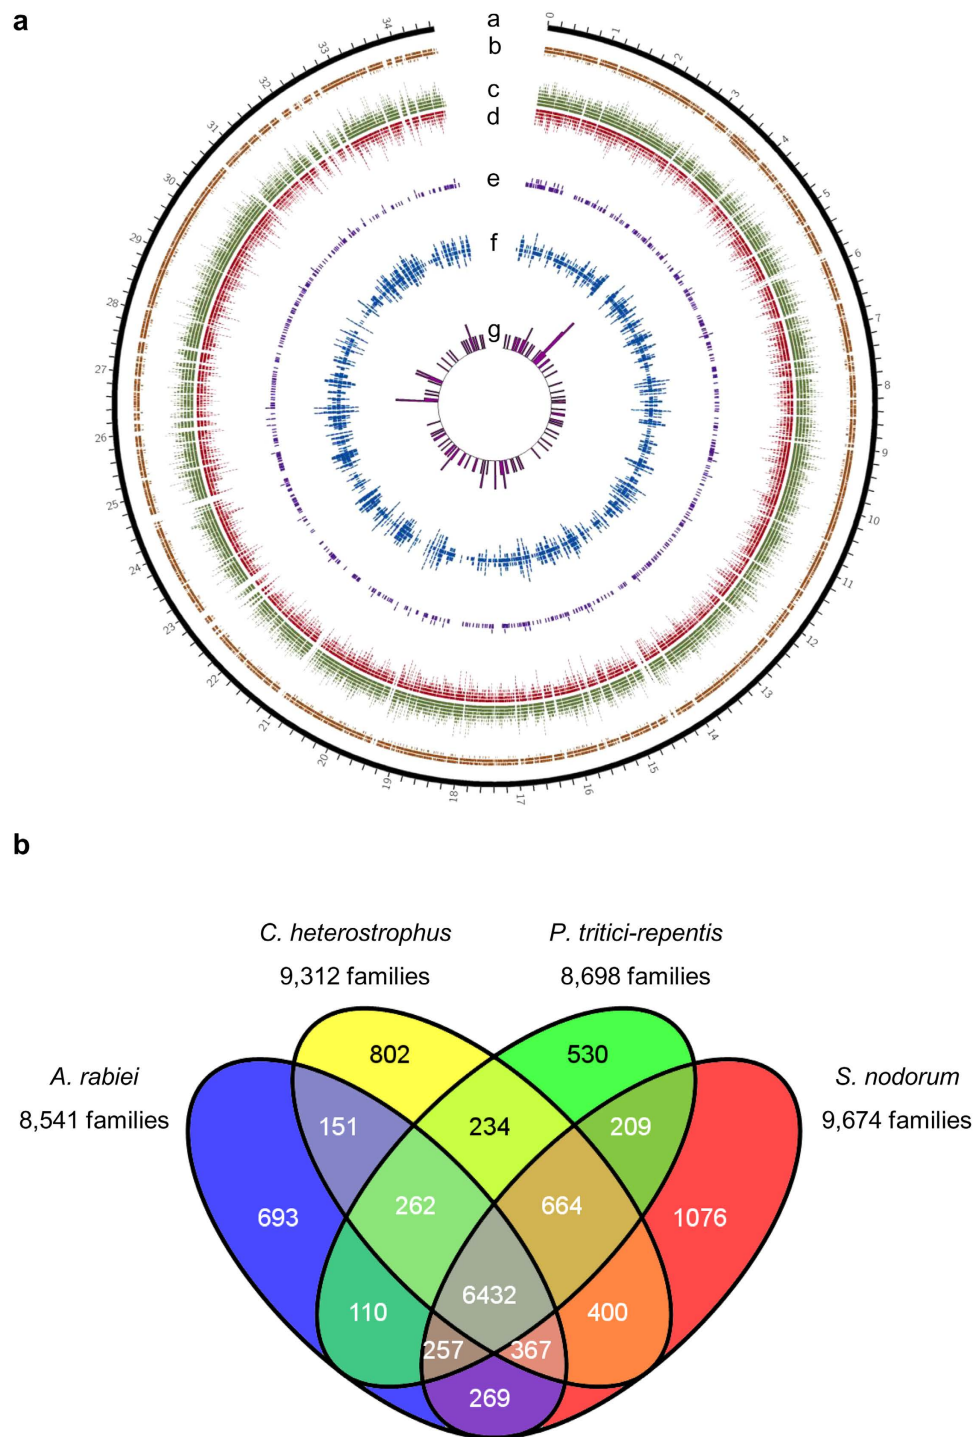 a
a
b
c
d
e
f
g
0
1
2
3
4
5
6
7
8
9
10
11
12
13
14
15
16
17
18
19
20
21
22
23
24
25
26
27
28
29
30
31
32
33
34
b
C. heterostrophus
P. tritici-repentis
9,312 families
8,698 families
A. rabiei
S. nodorum
8,541 families
9,674 families
802
530
151
234
209
693
262
664
1076
110
6432
400
257
367
269